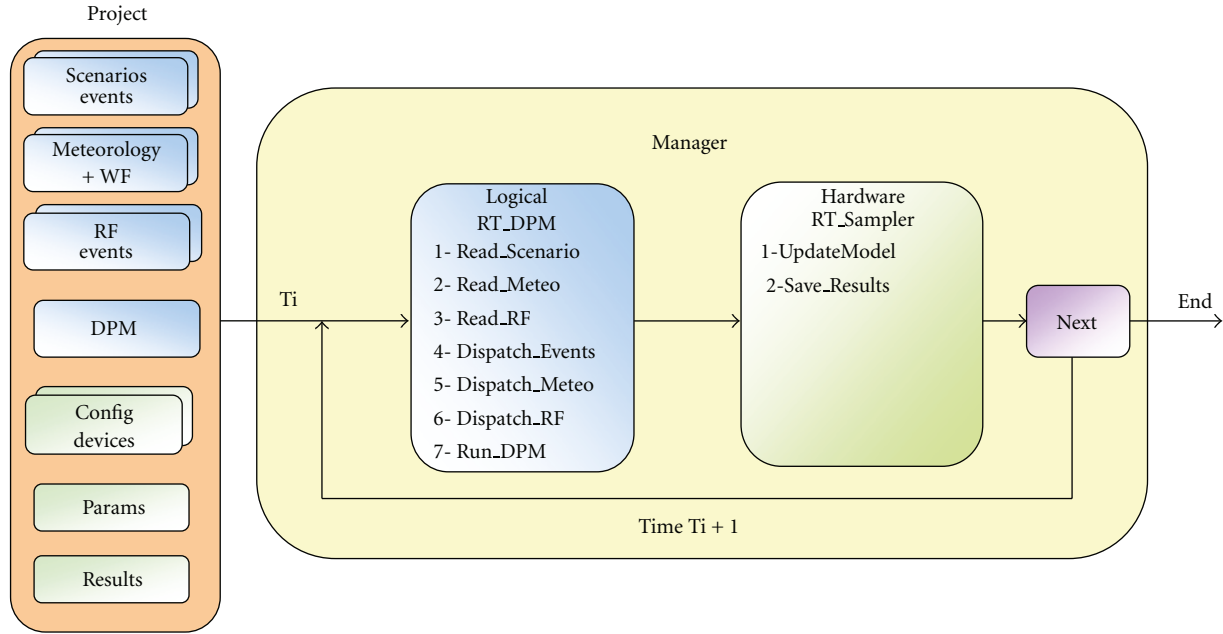 Project
Scenarios
events
Meteorology
+ WF
RF
events
DPM
Config
devices
Params
Results
Manager
Ti
Logical
RT_DPM
1- Read_Scenario
2- Read_Meteo
3- Read_RF
4- Dispatch_Events
5- Dispatch_Meteo
6- Dispatch_RF
7- Run_DPM
Hardware
RT_Sampler
1-UpdateModel
2-Save_Results
Next
End
Time Ti + 1